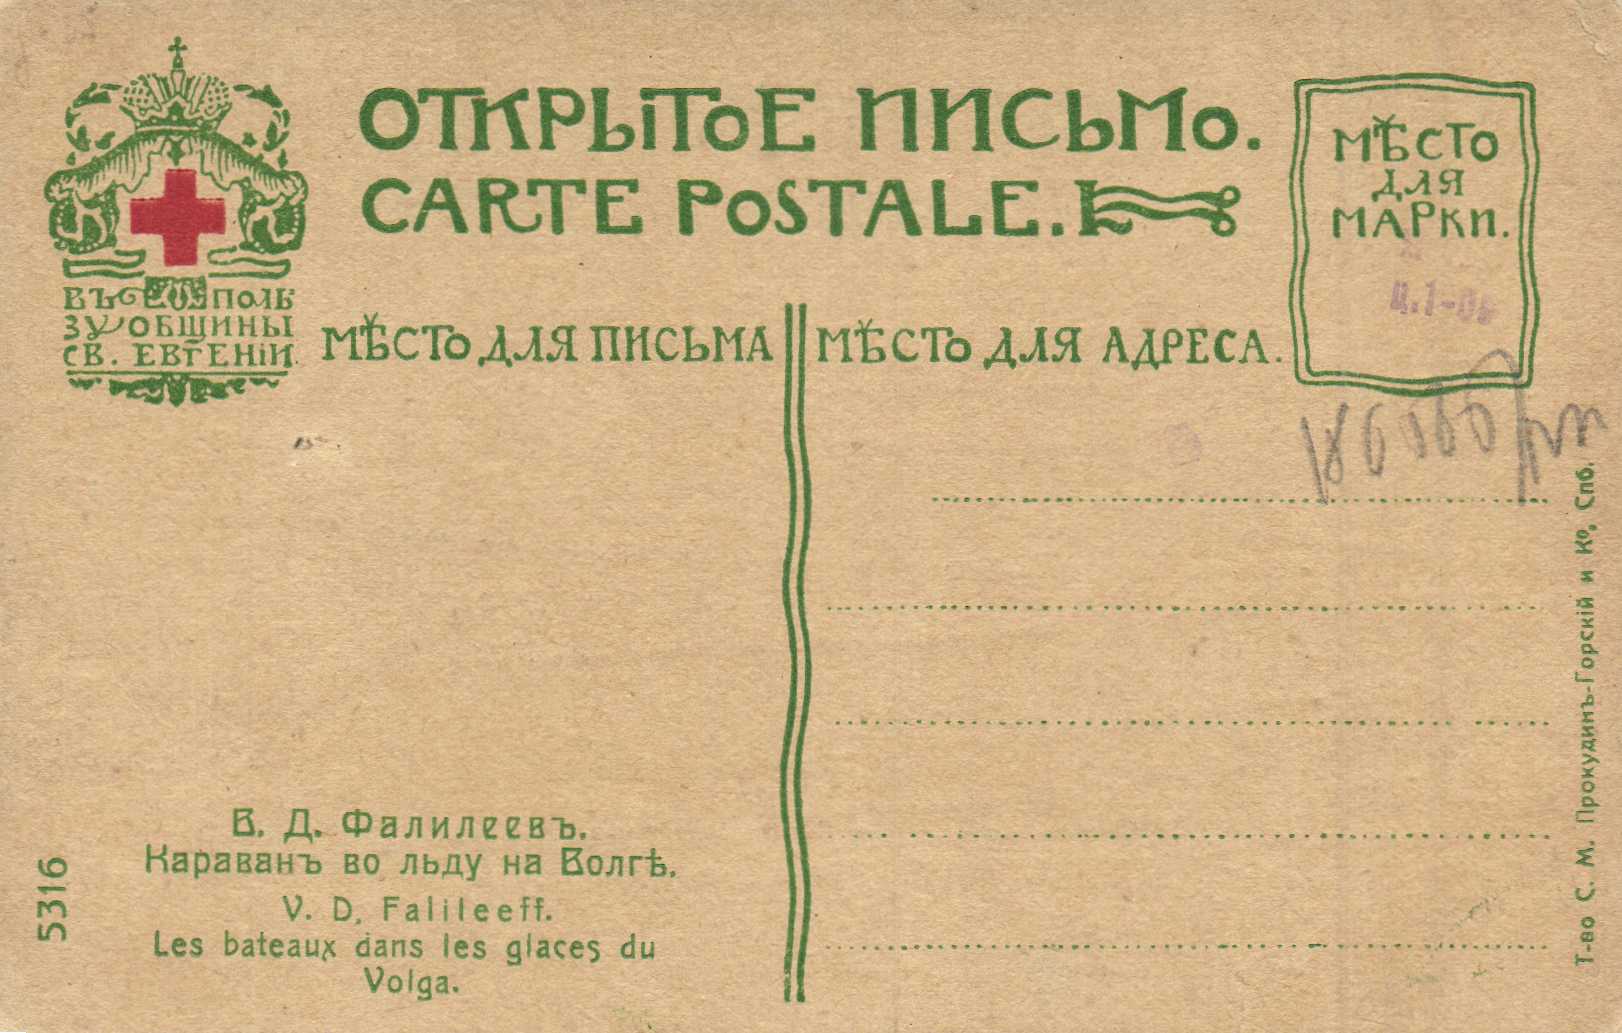 ОТКРЫТОЕ ПИСЬМО.
CARTE POSTALE.
МѢСТО
ДЛЯ
МАРКИ.
ц.1-05
ВЪ ПОЛЬ
ЗУ ОБЩИНЫ
СВ. ЕВГЕНІИ.
МѢСТО ДЛЯ ПИСЬМА
МѢСТО ДЛЯ АДРЕСА.
В. Д. Фалилеевъ.
Караванъ во льду на Волгѣ.
V. D. Falileeff.
Les bateaux dans les glaces du
Volga.
5316
Т-во С. М. Прокудинъ-Горскій и Ко. Спб.